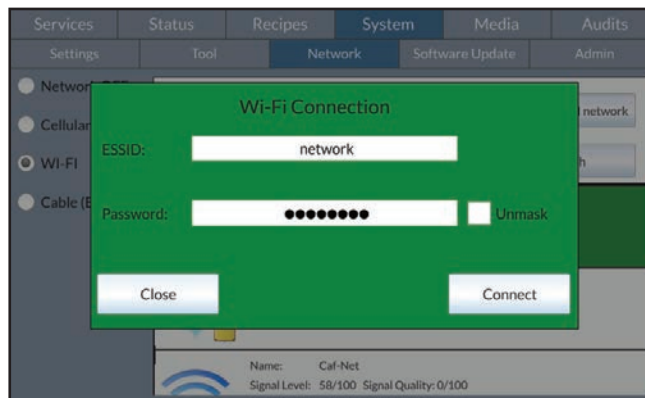 Services Status Recipes System Media Audits
Settings Tool Network Software Update Admin
Wi-Fi Connection
network
Cellular
ESSID: network
WI-FI
Cable (E
Password: ●●●●●●●● Unmask
Close Connect
Name: Caf-Net
Signal Level: 58/100 Signal Quality: 0/100